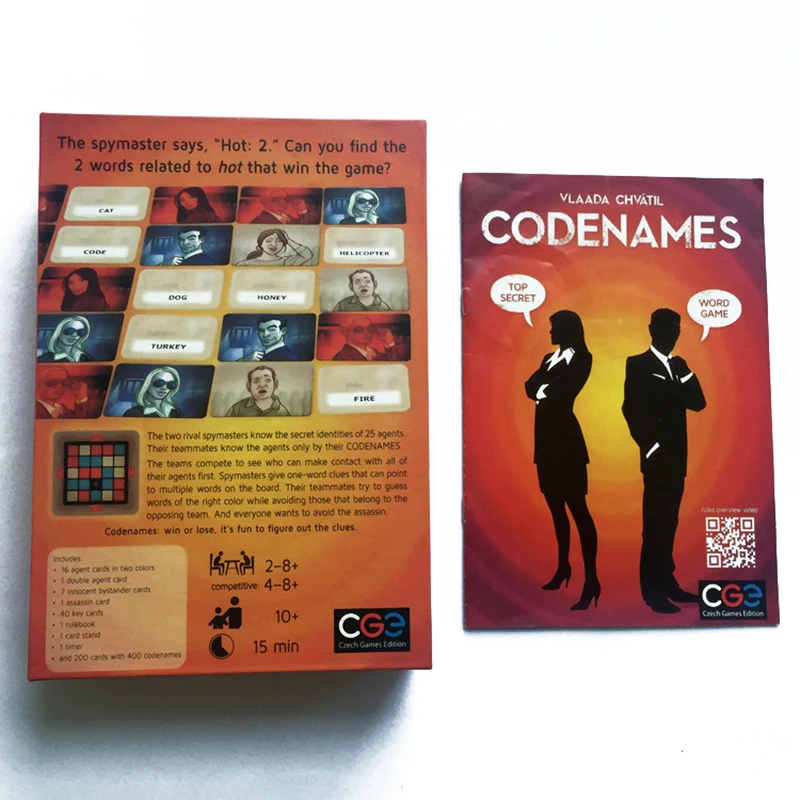 The spymaster says, “Hot: 2.” Can you find the
2 words related to hot that win the game?
CAT
CODE
HELICOPTER
DOG
HONEY
TURKEY
FIRE
The two rival spymasters know the secret identities of 25 agents.
Their teammates know the agents only by their CODENAMES.
The teams compete to see who can make contact with all of
their agents first. Spymasters give one-word clues that can point
to multiple words on the board. Their teammates try to guess
words of the right color while avoiding those that belong to the
opposing team. And everyone wants to avoid the assassin.
Codenames: win or lose, it's fun to figure out the clues.
Includes:
• 16 agent cards in two colors
• 1 double agent card
• 7 innocent bystander cards
• 1 assassin card
• 40 key cards
• 1 rulebook
• 1 card stand
• 1 timer
• and 200 cards with 400 codenames
2–8+
competitive: 4–8+
10+
15 min
CGE
Czech Games Edition
VLAADA CHVÁTIL
CODENAMES
TOP
SECRET
WORD
GAME
rules overview video
CGE
Czech Games Edition